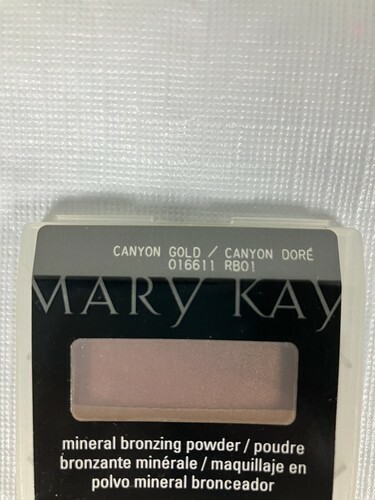 CANYON GOLD / CANYON DORÉ
016611 RB01
MARY KAY
mineral bronzing powder / poudre
bronzante minérale / maquillaje en
polvo mineral bronceador